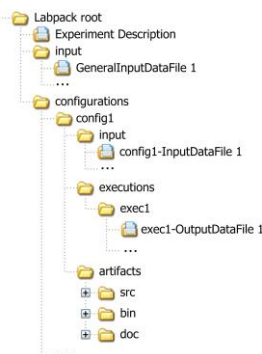 Labpack root
Experiment Description
input
GeneralInputDataFile 1
...
configurations
config1
input
config1-InputDataFile 1
...
executions
exec1
exec1-OutputDataFile 1
...
artifacts
src
bin
doc